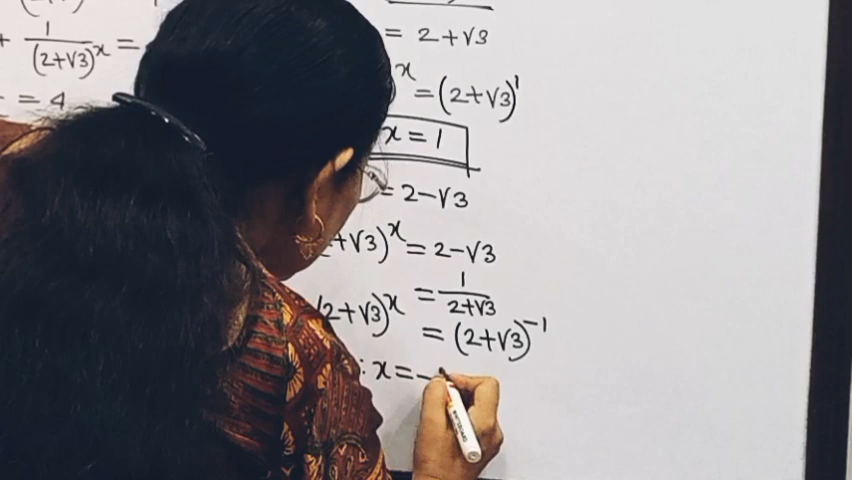 + 1/(2+√3)^x =
= 4
= 2+√3
)^x = (2+√3)^1
x = 1
= 2-√3
+√3)^x = 2-√3
(2+√3)^x = 1/(2+√3)
= (2+√3)^-1
: x = -